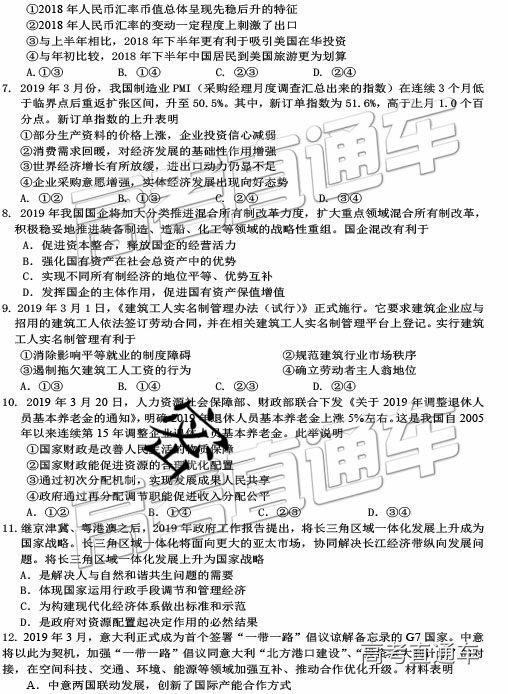 ①2018 年人民币汇率币值总体呈现先稳后升的特征
②2018 年人民币汇率的变动一定程度上刺激了出口
③与上半年相比，2018 年下半年更有利于吸引美国在华投资
④与年初比较，2018 年下半年中国居民到美国旅游更为划算
A. ①③ B. ①④ C. ②③ D. ②④
7. 2019 年 3 月份，我国制造业 PMI（采购经理月度调查汇总出来的指数）在连续 3 个月低
于临界点后重返扩张区间，升至 50.5%。其中，新订单指数为 51.6%，高于上月 1.0 个百
分点。新订单指数的上升表明
①部分生产资料的价格上涨，企业投资信心减弱
②消费需求回暖，对经济发展的基础性作用增强
③世界经济增长有所放缓，进出口动力仍显不足
④企业采购意愿增强，实体经济发展出现向好态势
A. ①② B. ①③ C. ②④ D. ③④
8. 2019 年我国国企将加大分类推进混合所有制改革力度，扩大重点领域混合所有制改革，
积极稳妥地推进装备制造、造船、化工等领域的战略性重组。国企混改有利于
A. 促进资本整合，释放国企的经营活力
B. 强化国有资产在社会总资产中的优势
C. 实现不同所有制经济的地位平等、优势互补
D. 发挥国企的主体作用，促进国有资产保值增值
9. 2019 年 3 月 1 日，《建筑工人实名制管理办法（试行）》正式施行。它要求建筑企业应与
招用的建筑工人依法签订劳动合同，并在相关建筑工人实名制管理平台上登记。实行建筑
工人实名制管理有利于
①消除影响平等就业的制度障碍 ②规范建筑行业市场秩序
③遏制拖欠建筑工人工资的行为 ④确立劳动者主人翁地位
A. ①③ B. ①④ C. ②③ D. ②④
10. 2019 年 3 月 20 日，人力资源社会保障部、财政部联合下发《关于 2019 年调整退休人
员基本养老金的通知》，明确 2019 年退休人员基本养老金上涨 5%左右。这是我国自 2005
年以来连续第 15 年调整企业退休人员基本养老金。此举说明
①国家财政是改善人民生活的物质保障
②国家财政能促进资源的合理优化配置
③通过初次分配机制，实现发展成果人民共享
④政府通过再分配调节职能促进收入分配公平
A. ①② B. ①④ C. ②③ D. ③④
11. 继京津冀、粤港澳之后，2019 年政府工作报告提出，将长三角区域一体化发展上升成为
国家战略。长三角区域一体化将面向更大的亚太市场，协同解决长江经济带纵向发展问
题。将长三角区域一体化发展上升为国家战略
A. 是解决人与自然和谐共生问题的需要
B. 体现国家运用行政手段调节和管理经济
C. 为构建现代化经济体系做出标准和示范
D. 是政府对资源配置起决定作用的必然结果
12. 2019 年 3 月，意大利正式成为首个签署“一带一路”倡议谅解备忘录的 G7 国家。中意
将以此为契机，加强“一带一路”倡议同意大利“北方港口建设”、“ 计划”对
接，在空间科技、交通、环境、能源等领域加强互补、推动合作优化升级。材料表明
A. 中意两国联动发展，创新了国际产能合作方式
高考直通车
高考直通车
高考直通车
密